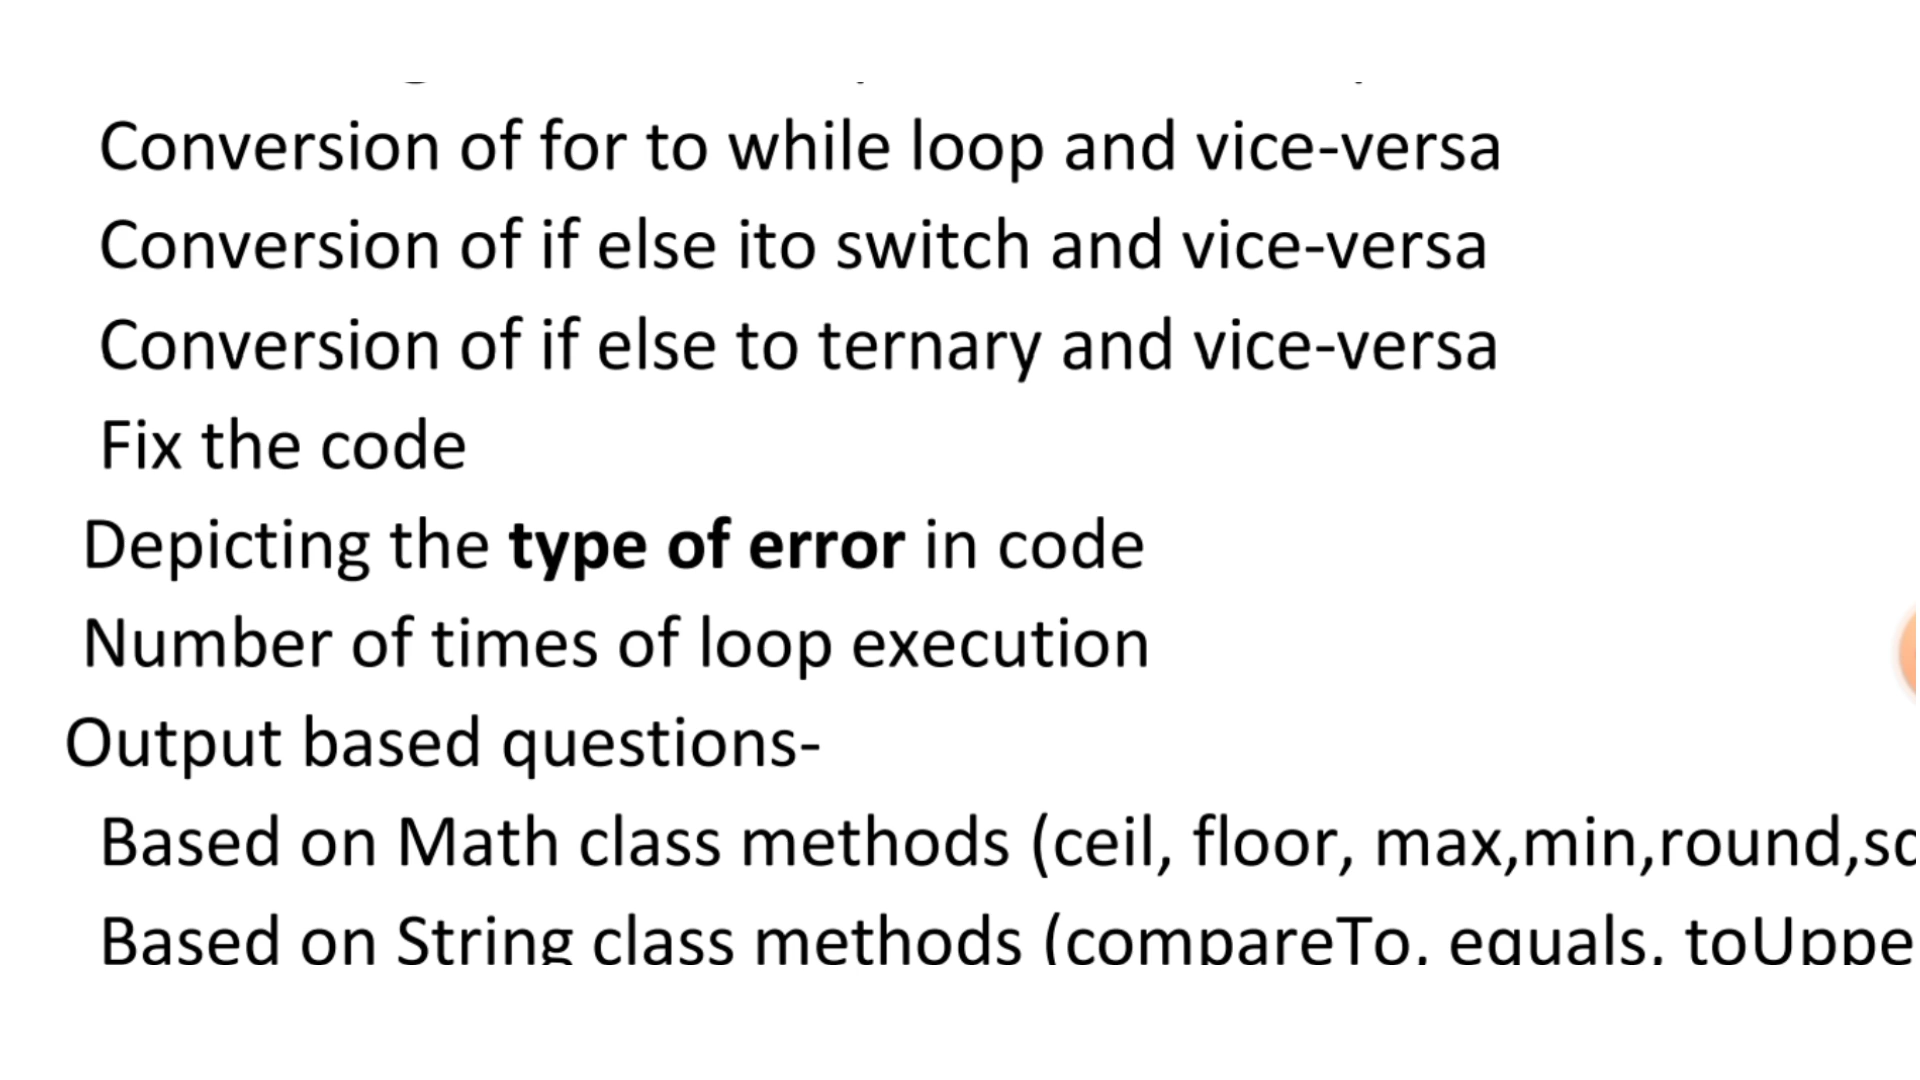 Conversion of for to while loop and vice-versa
Conversion of if else ito switch and vice-versa
Conversion of if else to ternary and vice-versa
Fix the code
Depicting the type of error in code
Number of times of loop execution
Output based questions-
Based on Math class methods (ceil, floor, max,min,round,
Based on String class methods (compareTo, equals,